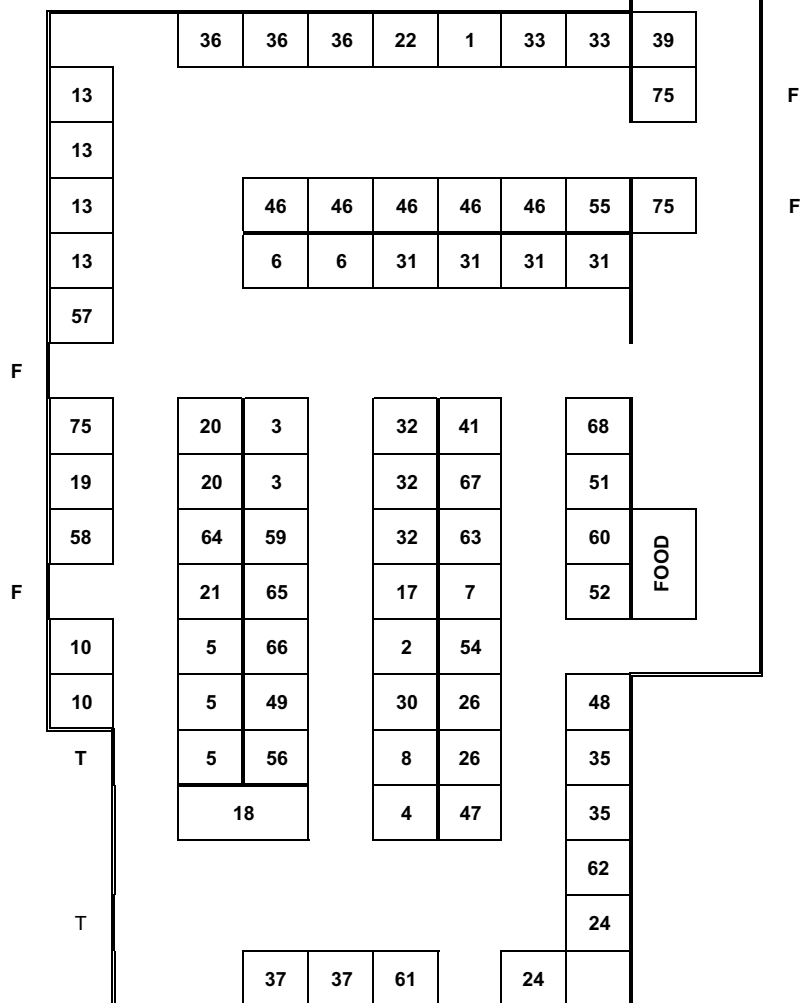 36 36 36 22 1 33 33 39
13 75 F
13
13 46 46 46 46 46 55 75 F
13 6 6 31 31 31 31
57
F
75 20 3 32 41 68
19 20 3 32 67 51
58 64 59 32 63 60
FOOD
F 21 65 17 7 52
10 5 66 2 54
10 5 49 30 26 48
T 5 56 8 26 35
18 4 47 35
62
T 24
37 37 61 24